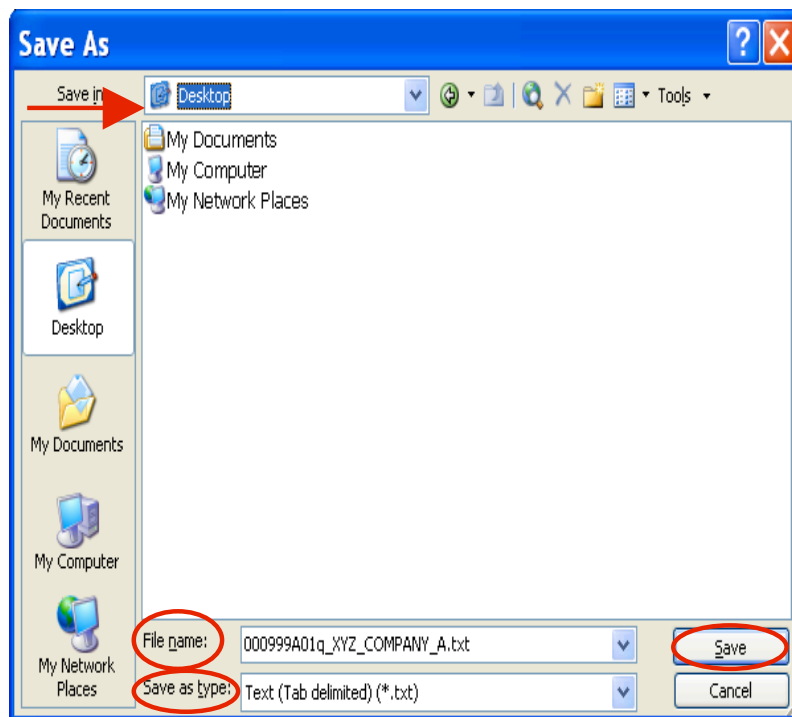 Save As
?
Save in
Desktop
Tools
My Documents
My Computer
My Network Places
My Recent
Documents
Desktop
My Documents
My Computer
My Network
Places
File name:
000999A01q_XYZ_COMPANY_A.txt
Save
Save as type:
Text (Tab delimited) (*.txt)
Cancel